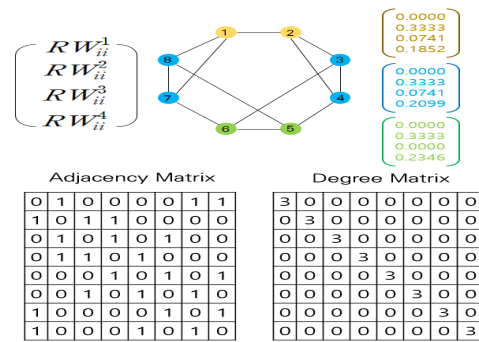 RW¹ᵢᵢ
RW²ᵢᵢ
RW³ᵢᵢ
RW⁴ᵢᵢ
1 2
8 3
7 4
6 5
0.0000
0.3333
0.0741
0.1852
0.0000
0.3333
0.0741
0.2099
0.0000
0.3333
0.0000
0.2346
Adjacency Matrix
0 1 0 0 0 0 1 1
1 0 1 1 0 0 0 0
0 1 0 1 0 1 0 0
0 1 1 0 1 0 0 0
0 0 0 1 0 1 0 1
0 0 1 0 1 0 1 0
1 0 0 0 0 1 0 1
1 0 0 0 1 0 1 0
Degree Matrix
3 0 0 0 0 0 0 0
0 3 0 0 0 0 0 0
0 0 3 0 0 0 0 0
0 0 0 3 0 0 0 0
0 0 0 0 3 0 0 0
0 0 0 0 0 3 0 0
0 0 0 0 0 0 3 0
0 0 0 0 0 0 0 3